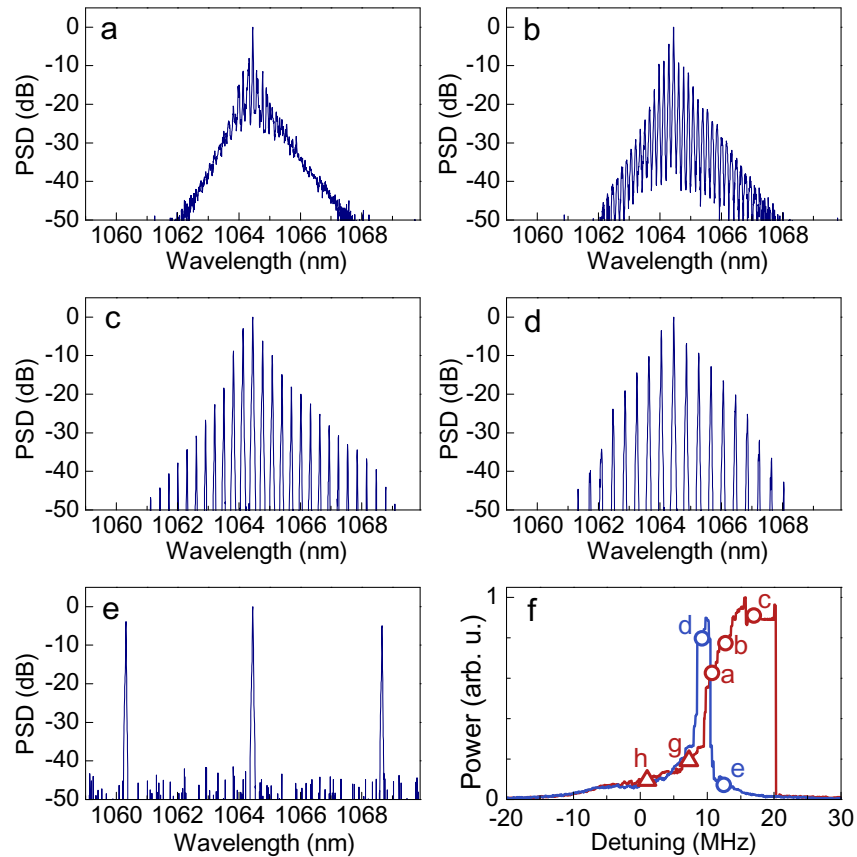 a
PSD (dB)
0
-10
-20
-30
-40
-50
1060 1062 1064 1066 1068
Wavelength (nm)
b
PSD (dB)
0
-10
-20
-30
-40
-50
1060 1062 1064 1066 1068
Wavelength (nm)
c
PSD (dB)
0
-10
-20
-30
-40
-50
1060 1062 1064 1066 1068
Wavelength (nm)
d
PSD (dB)
0
-10
-20
-30
-40
-50
1060 1062 1064 1066 1068
Wavelength (nm)
e
PSD (dB)
0
-10
-20
-30
-40
-50
1060 1062 1064 1066 1068
Wavelength (nm)
f
Power (arb. u.)
1
0
d
c
b
a
g
h
e
-20 -10 0 10 20 30
Detuning (MHz)